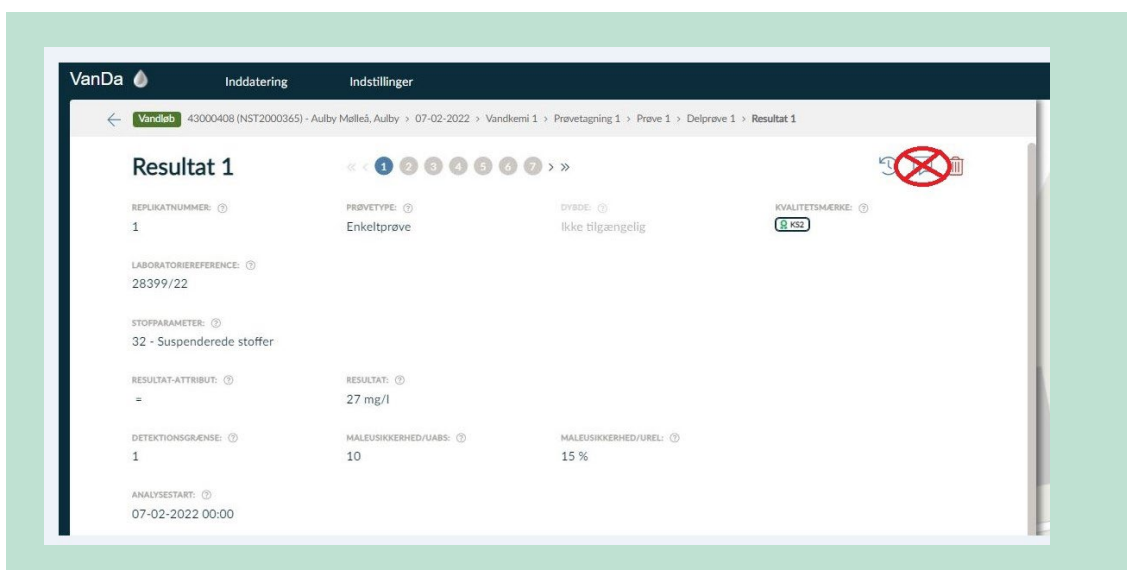 VanDa Inddatering Indstillinger
Vandløb 43000408 (NST2000365) - Aulby Mølleå, Aulby > 07-02-2022 > Vandkemi 1 > Prøvetagning 1 > Prøve 1 > Delprøve 1 > Resultat 1
Resultat 1 « < 1 2 3 4 5 6 7 > »
REPLIKATNUMMER: PRØVETYPE: DYBDE: KVALITETSMÆRKE:
1 Enkeltprøve Ikke tilgængelig KS2
LABORATORIEREFERENCE:
28399/22
STOFPARAMETER:
32 - Suspenderede stoffer
RESULTAT-ATTRIBUT: RESULTAT:
= 27 mg/l
DETEKTIONSGRÆNSE: MALEUSIKKERHED/UABS: MALEUSIKKERHED/UREL:
1 10 15 %
ANALYSESTART:
07-02-2022 00:00